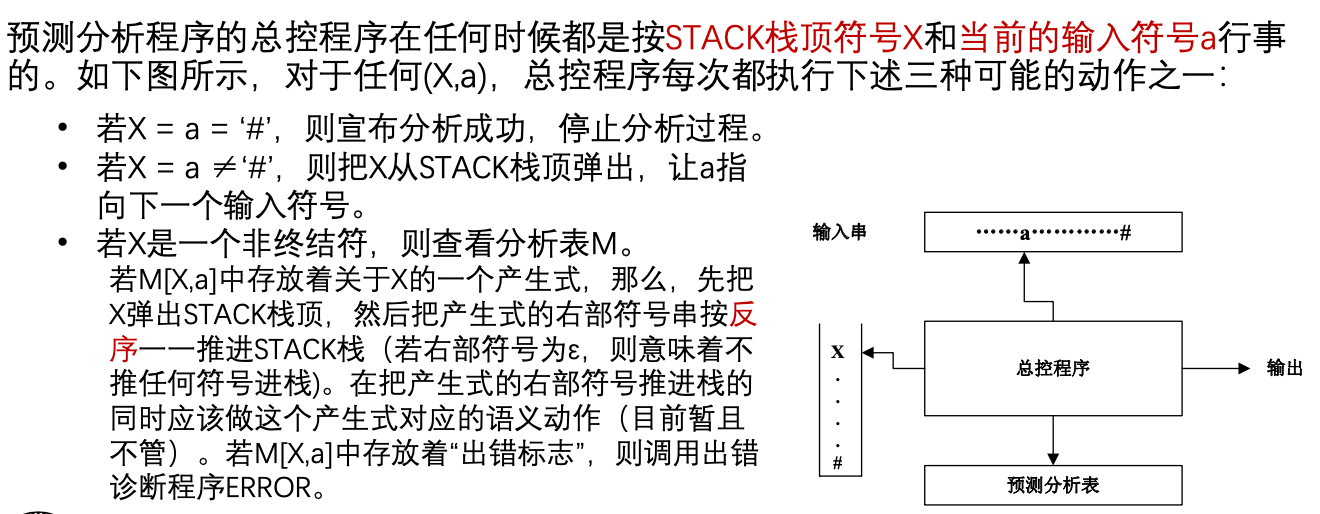 预测分析程序的总控程序在任何时候都是按STACK栈顶符号X和当前的输入符号a行事
的。如下图所示，对于任何(X,a)，总控程序每次都执行下述三种可能的动作之一：
• 若X = a = ‘#’，则宣布分析成功，停止分析过程。
• 若X = a ≠‘#’，则把X从STACK栈顶弹出，让a指
向下一个输入符号。
• 若X是一个非终结符，则查看分析表M。
若M[X,a]中存放着关于X的一个产生式，那么，先把
X弹出STACK栈顶，然后把产生式的右部符号串按反
序一一推进STACK栈（若右部符号为ε，则意味着不
推任何符号进栈)。在把产生式的右部符号推进栈的
同时应该做这个产生式对应的语义动作（目前暂且
不管）。若M[X,a]中存放着“出错标志”，则调用出错
诊断程序ERROR。
输入串
……a…………#
X
·
·
·
·
#
总控程序
输出
预测分析表